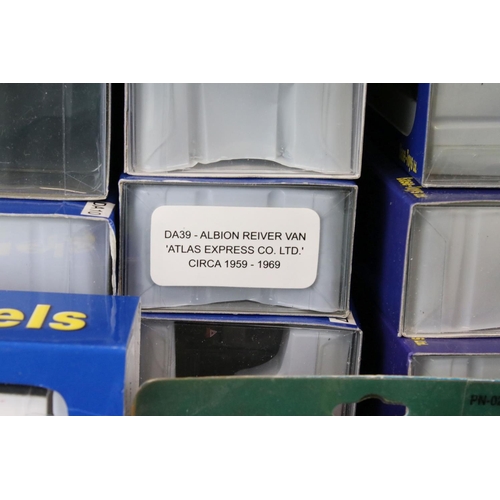 DA39 - ALBION REIVER VAN
'ATLAS EXPRESS CO. LTD.'
CIRCA 1959 - 1969
els